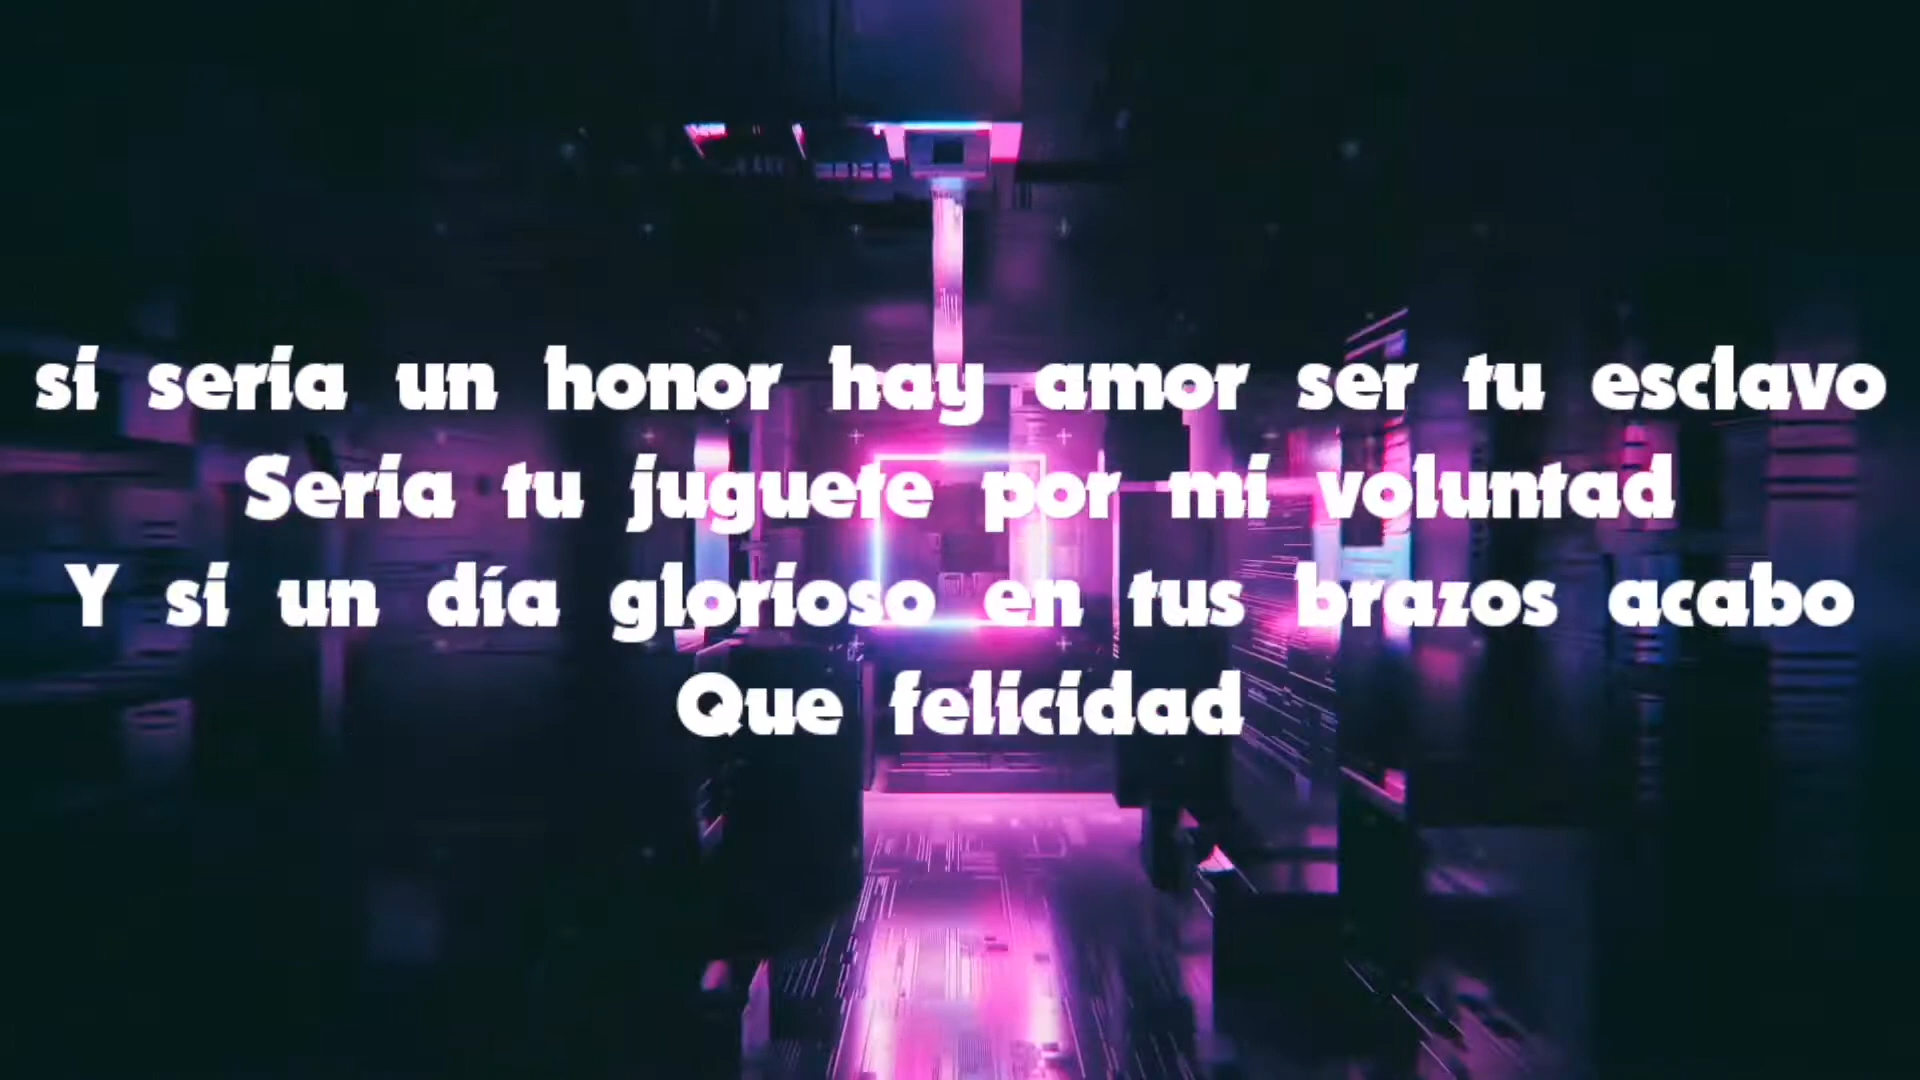 si seria un honor hay amor ser tu esclavo
Seria tu juguete por mi voluntad
Y si un día glorioso en tus brazos acabo
Que felicidad